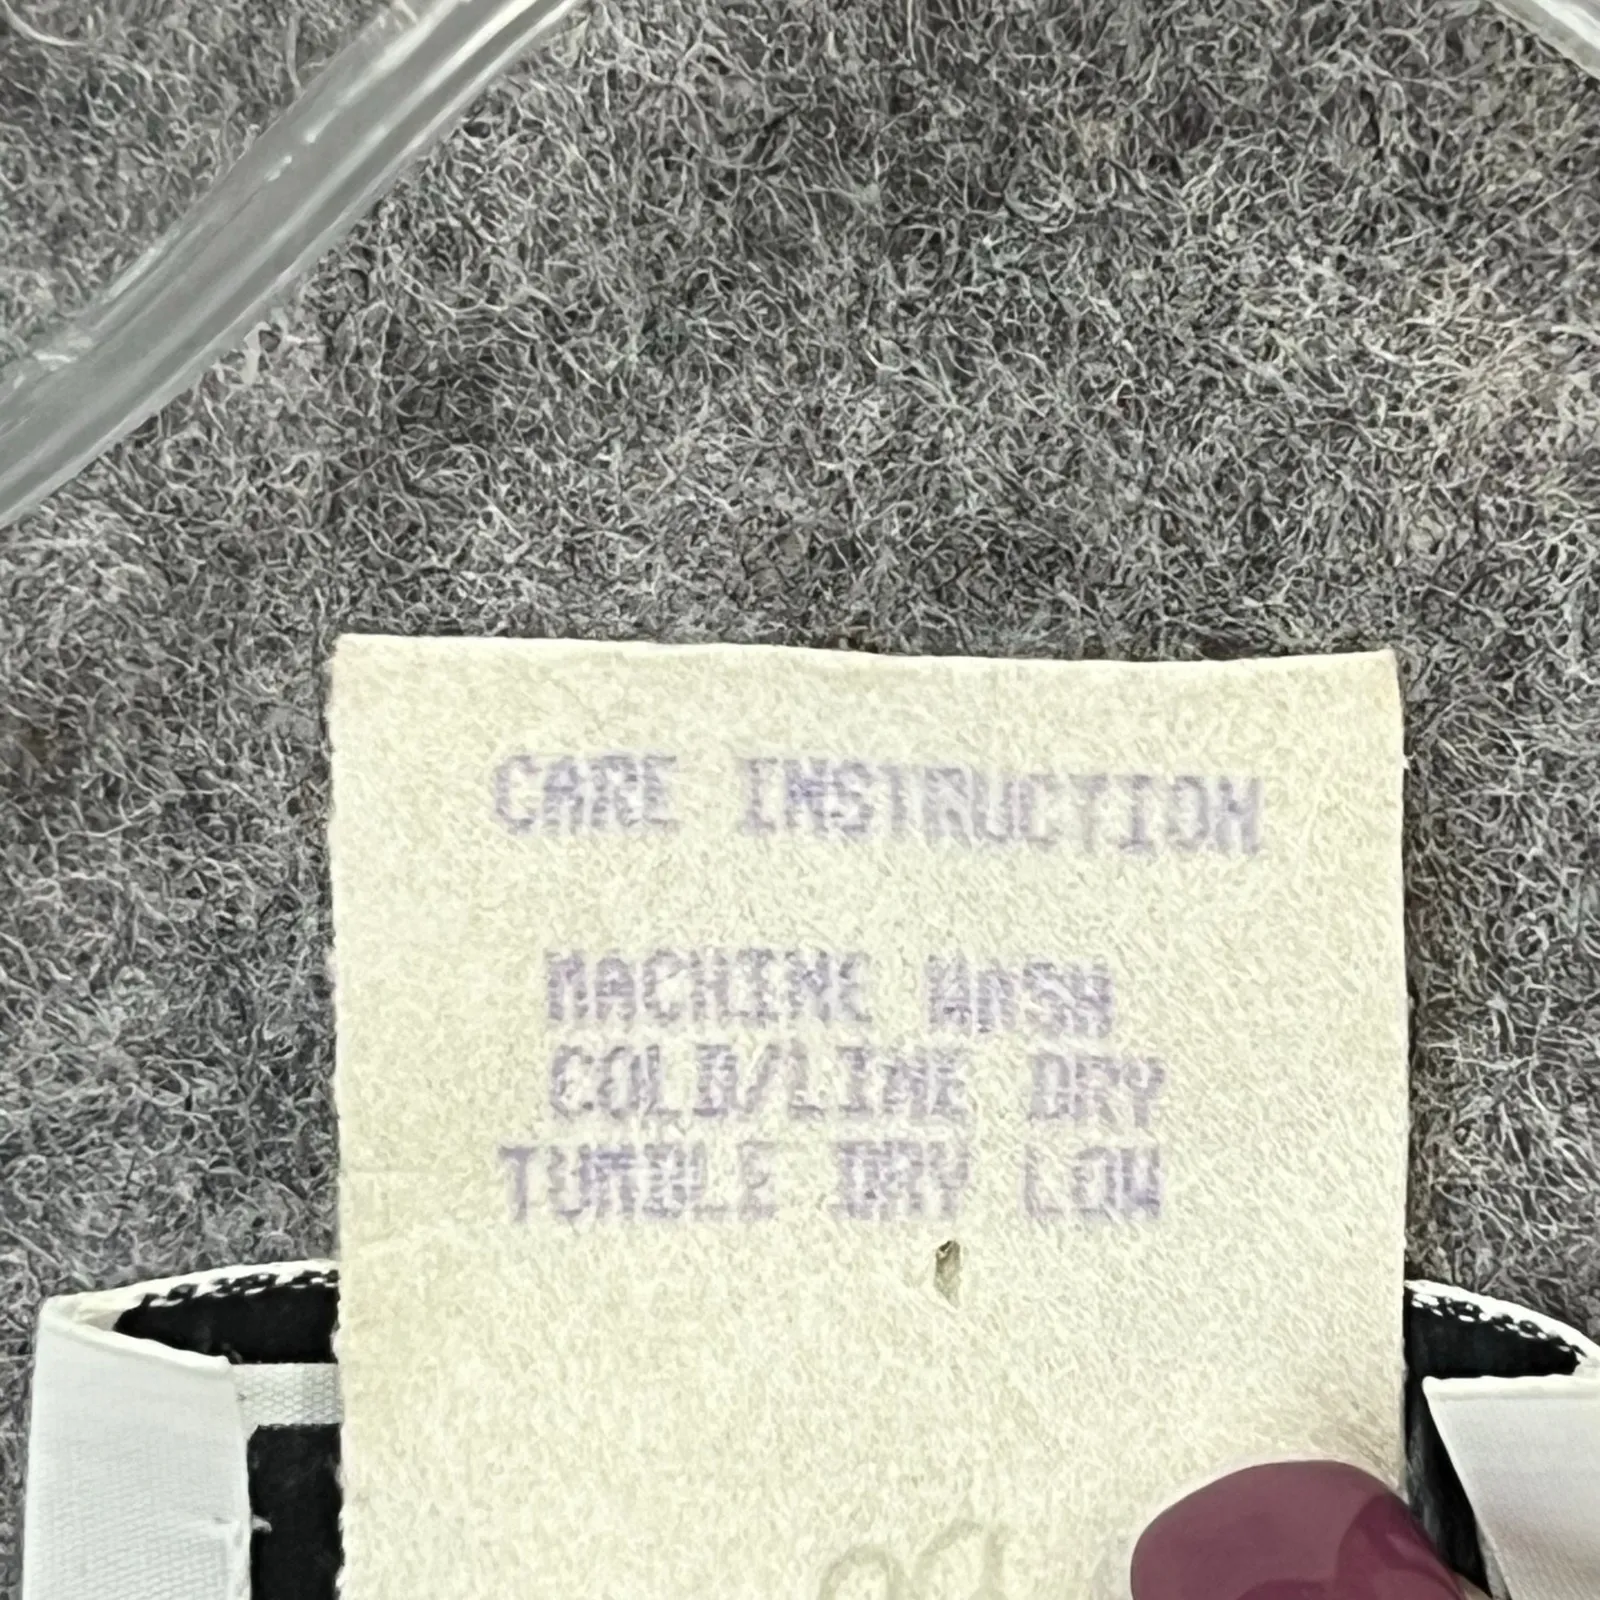 CARE INSTRUCTION
MACHINE WASH
COLD/LINE DRY
TUMBLE DRY LOW